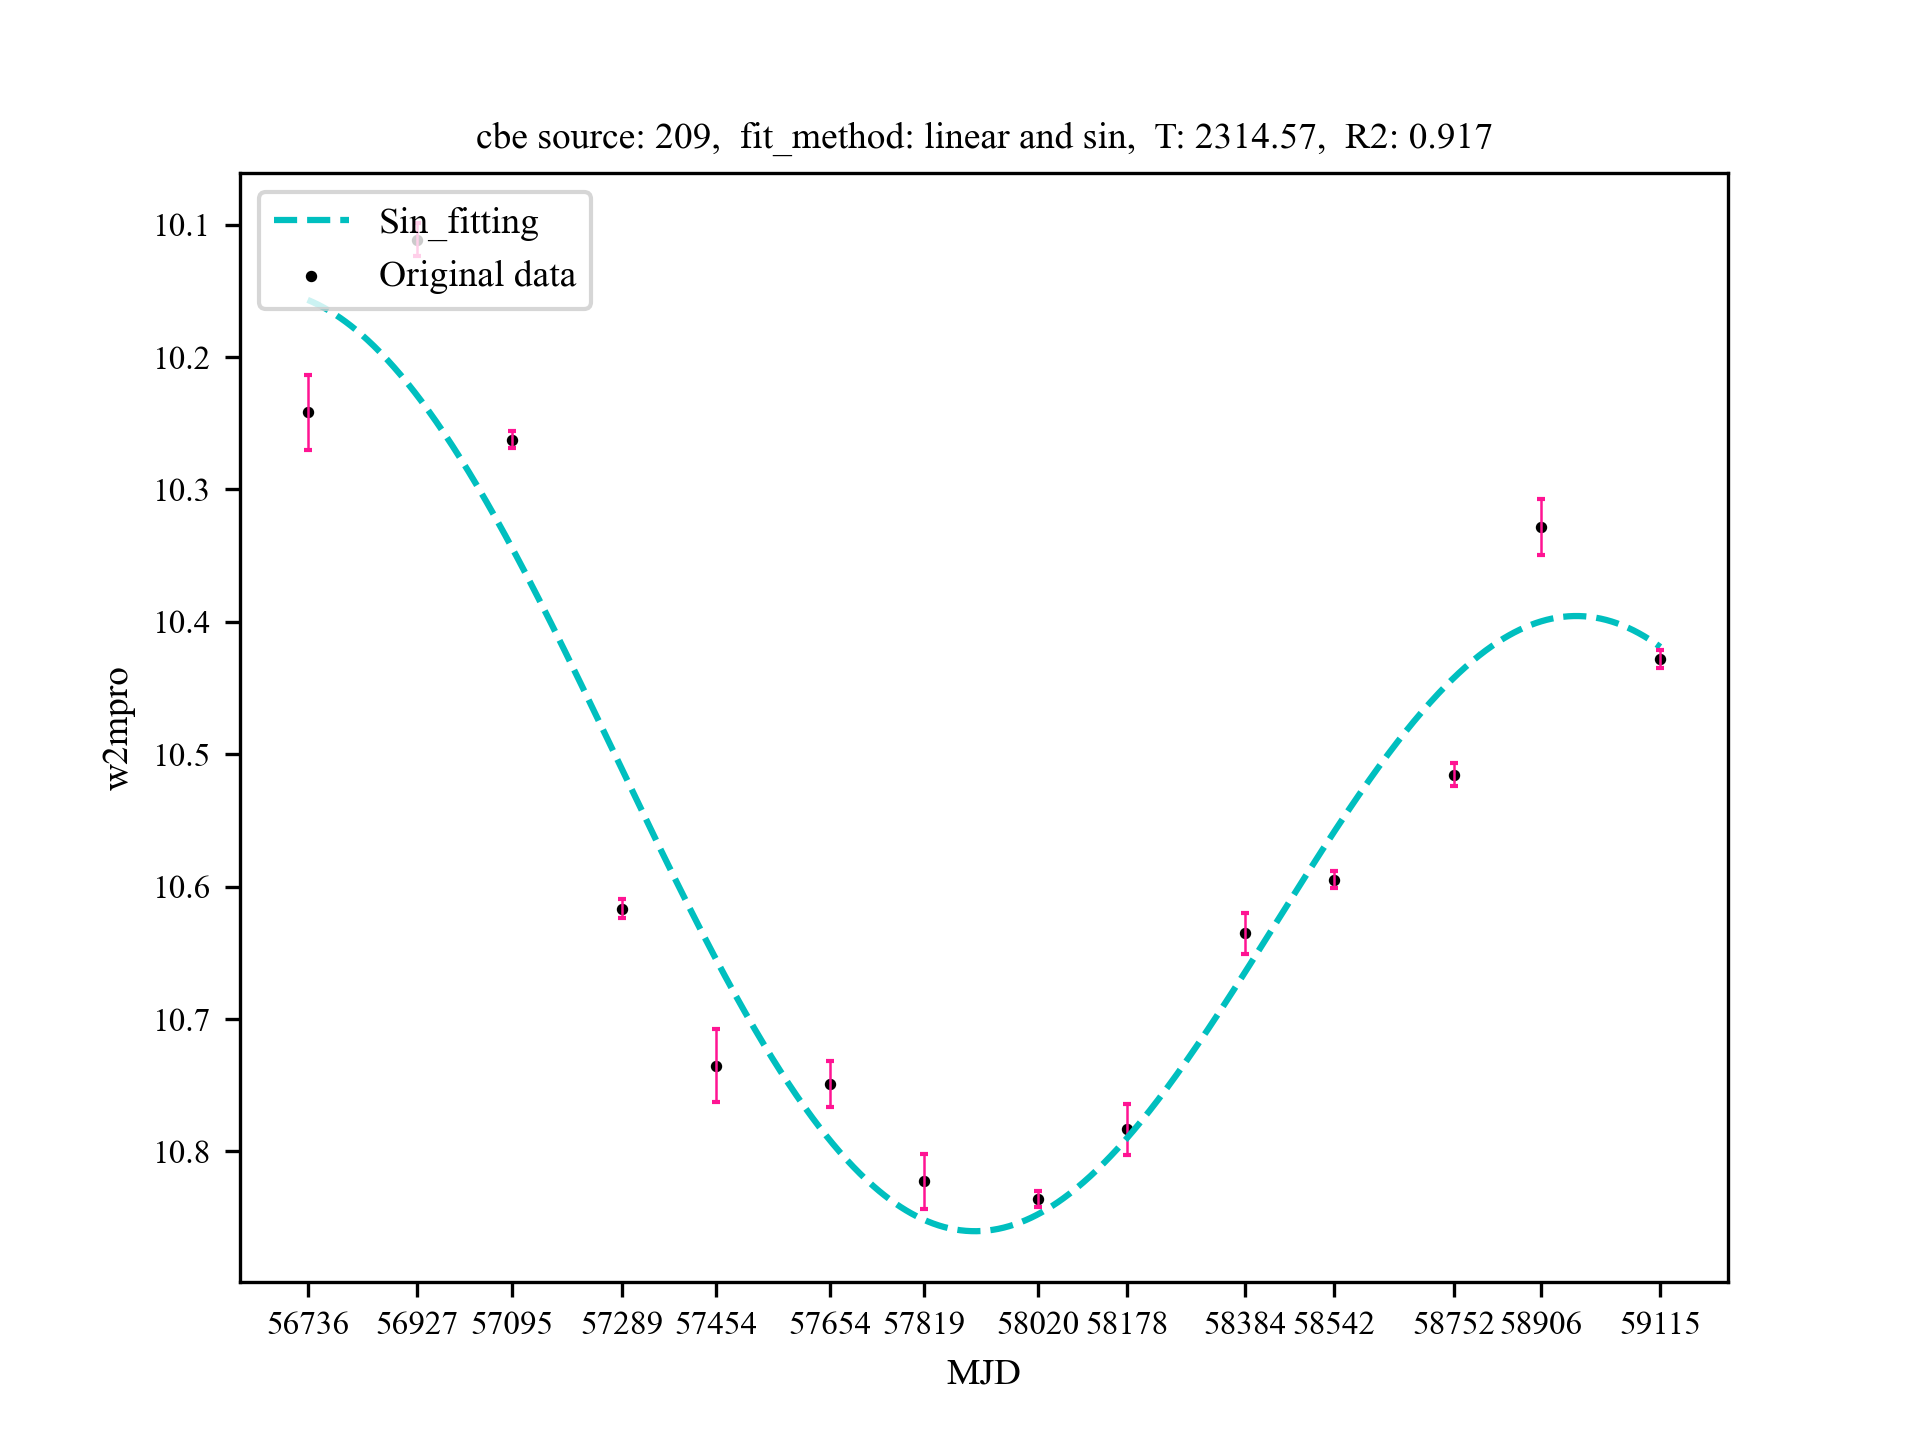 cbe source: 209,  fit_method: linear and sin,  T: 2314.57,  R2: 0.917
Sin_fitting
Original data
10.1
10.2
10.3
10.4
10.5
10.6
10.7
10.8
w2mpro
56736 56927 57095 57289 57454 57654 57819 58020 58178 58384 58542 58752 58906 59115
MJD